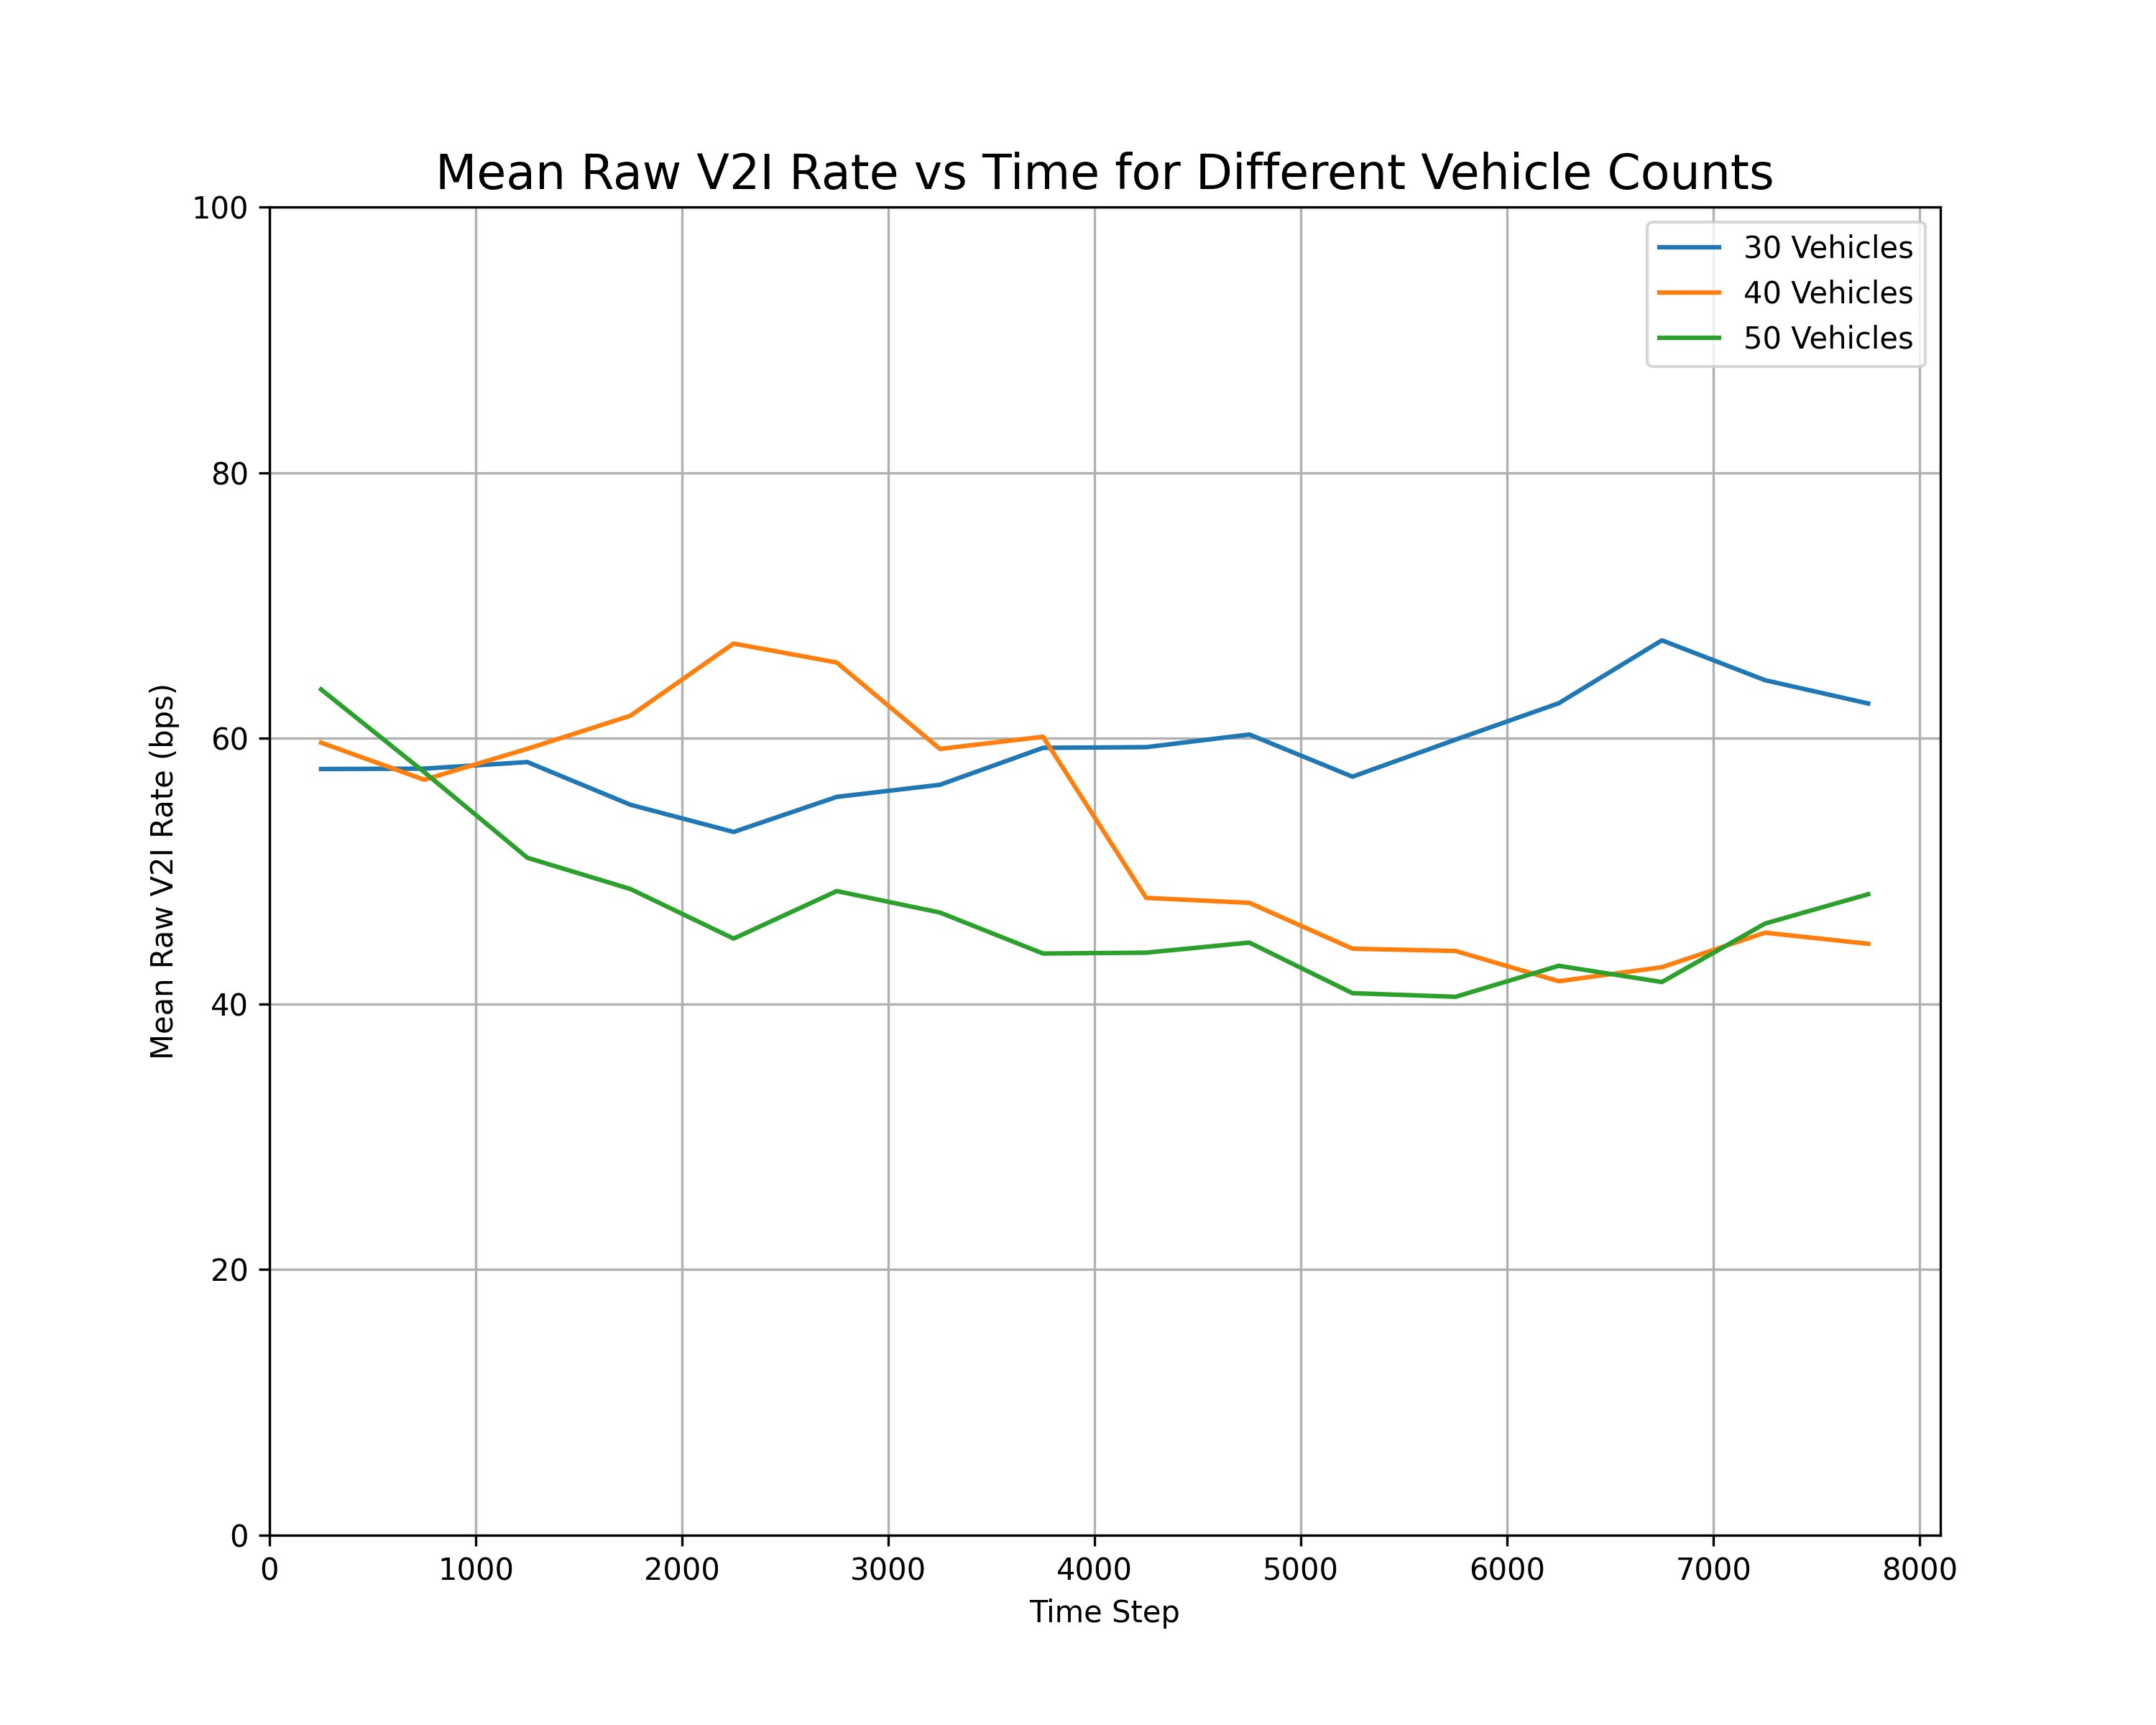 Mean Raw V2I Rate vs Time for Different Vehicle Counts
100
80
60
40
20
0
Mean Raw V2I Rate (bps)
30 Vehicles
40 Vehicles
50 Vehicles
0 1000 2000 3000 4000 5000 6000 7000 8000
Time Step